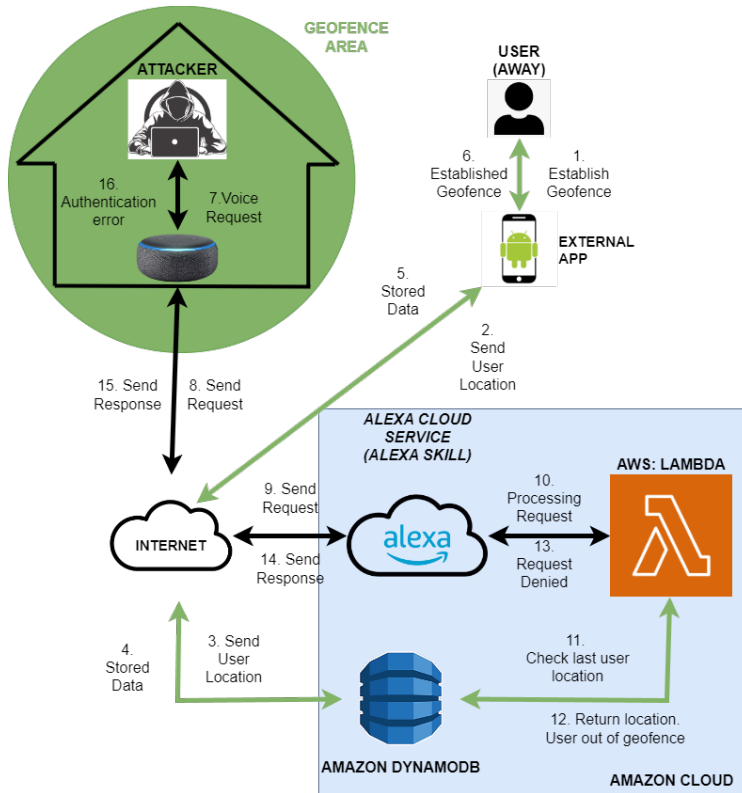 GEOFENCE
AREA
ATTACKER
USER
(AWAY)
16.
Authentication
error
7.Voice
Request
6.
Established
Geofence
1.
Establish
Geofence
EXTERNAL
APP
5.
Stored
Data
2.
Send
User
Location
15. Send
Response
8. Send
Request
ALEXA CLOUD
SERVICE
(ALEXA SKILL)
AWS: LAMBDA
9. Send
Request
10.
Processing
Request
INTERNET
alexa
14. Send
Response
13.
Request
Denied
4.
Stored
Data
3. Send
User
Location
11.
Check last user
location
12. Return location.
User out of geofence
AMAZON DYNAMODB
AMAZON CLOUD